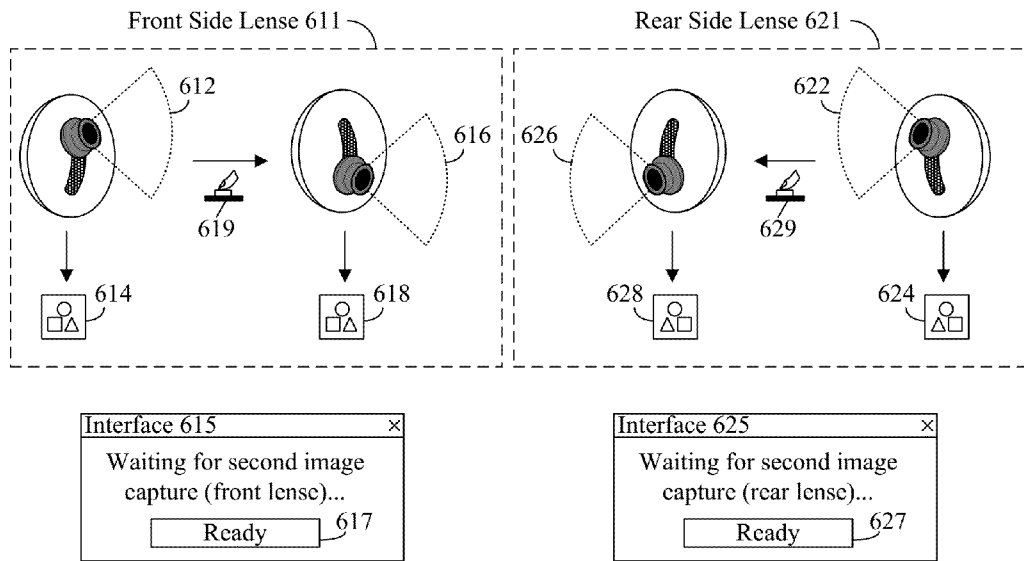 Front Side Lense 611
Rear Side Lense 621
612
616
619
614
618
626
622
629
628
624
Interface 615 ×
Waiting for second image
capture (front lense)...
Ready
617
Interface 625 ×
Waiting for second image
capture (rear lense)...
Ready
627